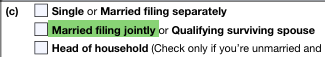 (c) Single or Married filing separately
Married filing jointly or Qualifying surviving spouse
Head of household (Check only if you're unmarried and